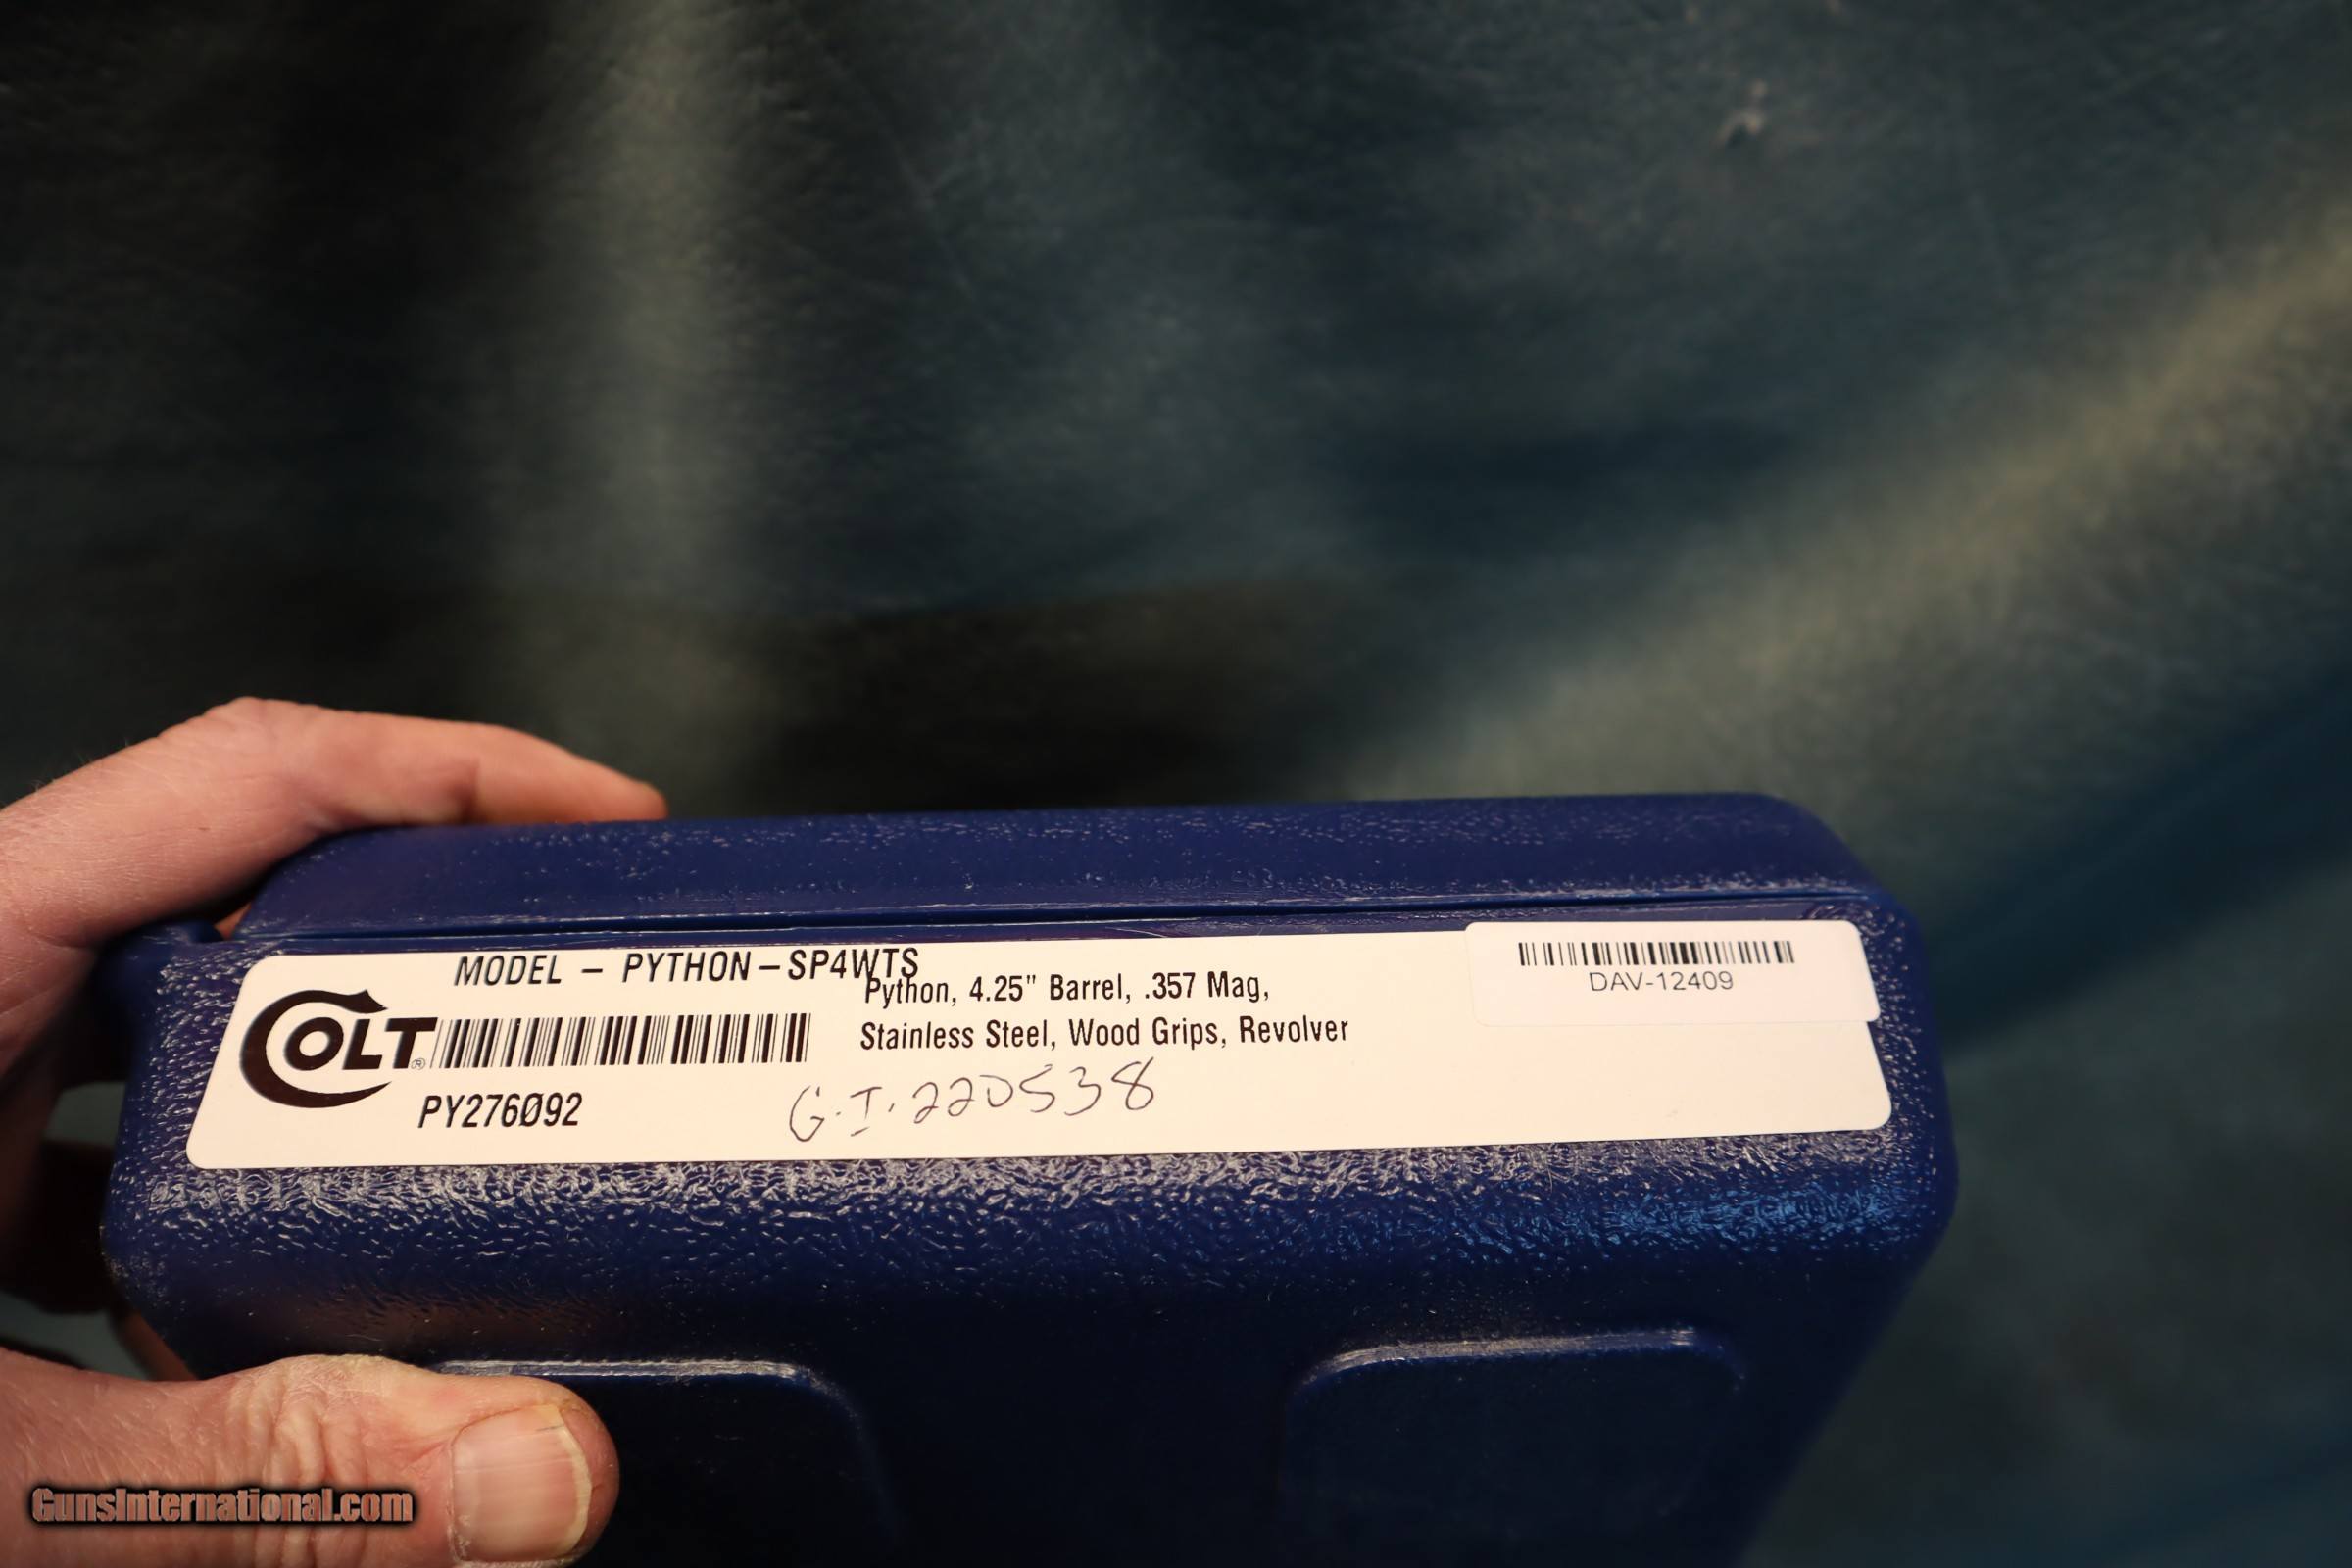 MODEL – PYTHON–SP4WTS
Python, 4.25" Barrel, .357 Mag,
Stainless Steel, Wood Grips, Revolver
COLT®
PY276092
G.I. 220538
DAV-12409
GunsInternational.com